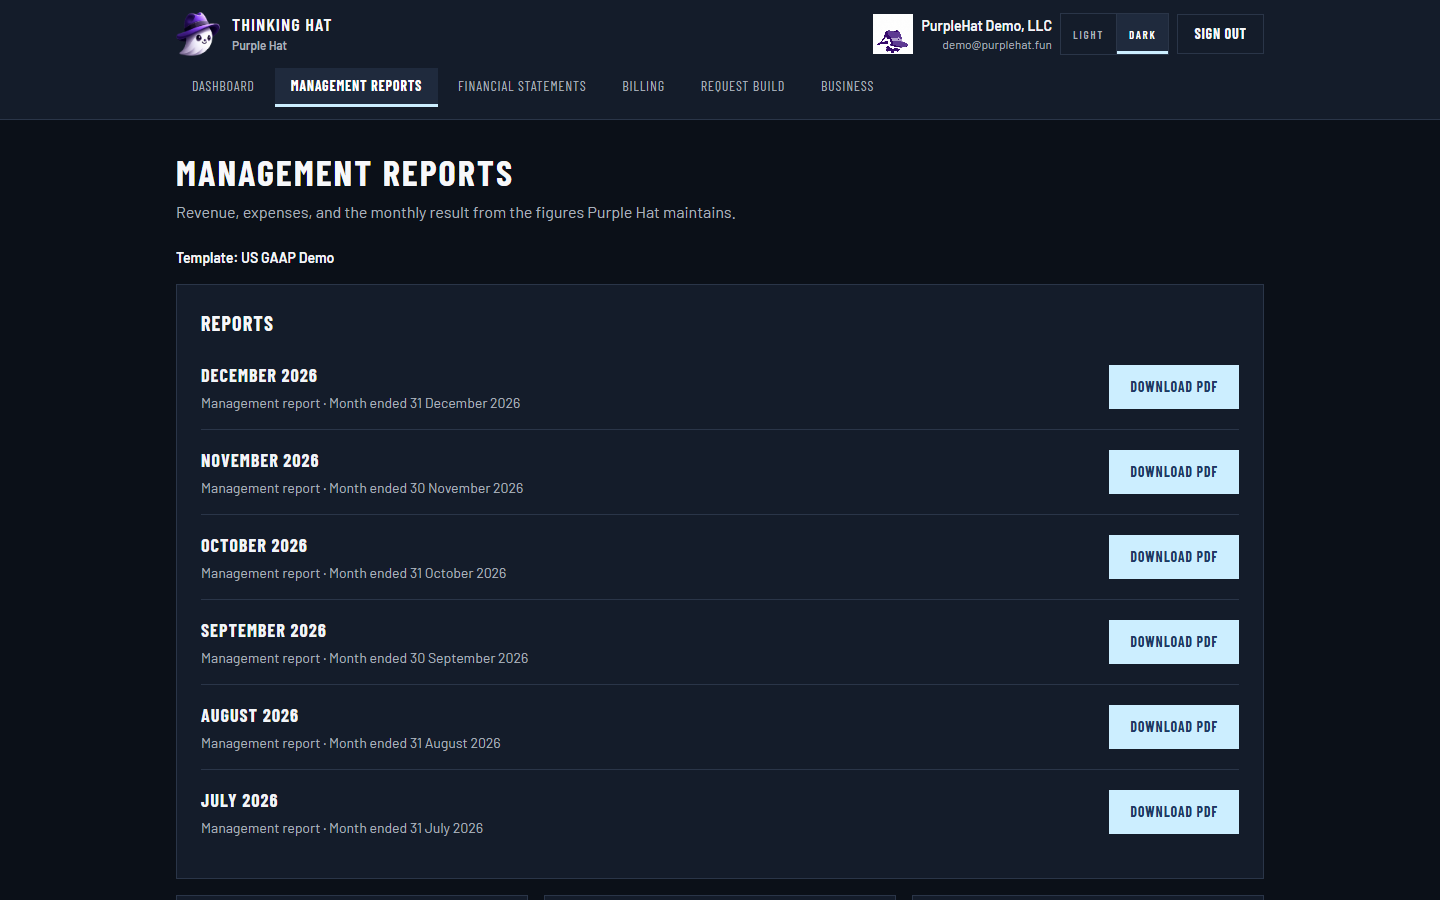 THINKING HAT
Purple Hat
PurpleHat Demo, LLC
demo@purplehat.fun
LIGHT
DARK
SIGN OUT
DASHBOARD
MANAGEMENT REPORTS
FINANCIAL STATEMENTS
BILLING
REQUEST BUILD
BUSINESS
MANAGEMENT REPORTS
Revenue, expenses, and the monthly result from the figures Purple Hat maintains.
Template: US GAAP Demo
REPORTS
DECEMBER 2026
Management report · Month ended 31 December 2026
DOWNLOAD PDF
NOVEMBER 2026
Management report · Month ended 30 November 2026
DOWNLOAD PDF
OCTOBER 2026
Management report · Month ended 31 October 2026
DOWNLOAD PDF
SEPTEMBER 2026
Management report · Month ended 30 September 2026
DOWNLOAD PDF
AUGUST 2026
Management report · Month ended 31 August 2026
DOWNLOAD PDF
JULY 2026
Management report · Month ended 31 July 2026
DOWNLOAD PDF